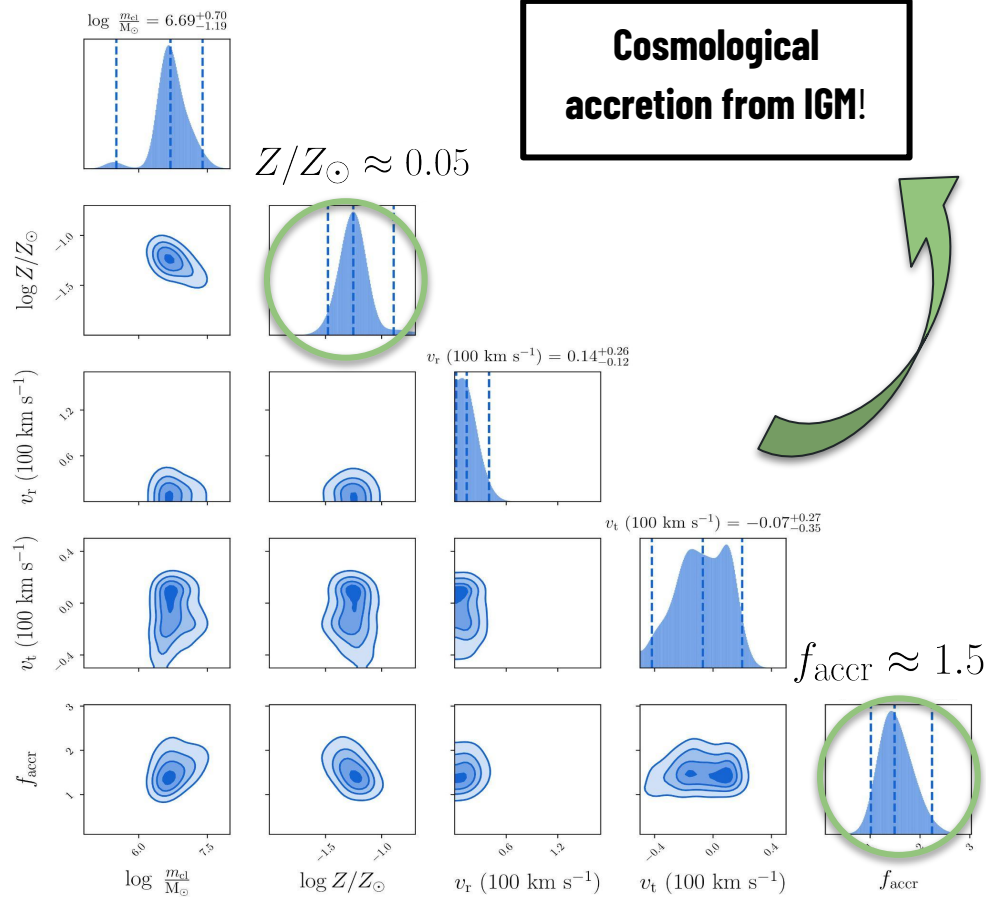 log m_cl/M_⊙ = 6.69^{+0.70}_{-1.19}
Cosmological
accretion from IGM!
Z/Z_⊙ ≈ 0.05
log Z/Z_⊙
−1.0
−1.5
v_r (100 km s⁻¹) = 0.14^{+0.26}_{-0.12}
v_r (100 km s⁻¹)
1.2
0.6
v_t (100 km s⁻¹) = −0.07^{+0.27}_{-0.35}
v_t (100 km s⁻¹)
0.4
0.0
−0.4
f_accr ≈ 1.5
f_accr
3
2
1
6.0 7.5 −1.5 −1.0 0.6 1.2 −0.4 0.0 0.4 1 2 3
log m_cl/M_⊙ log Z/Z_⊙ v_r (100 km s⁻¹) v_t (100 km s⁻¹) f_accr